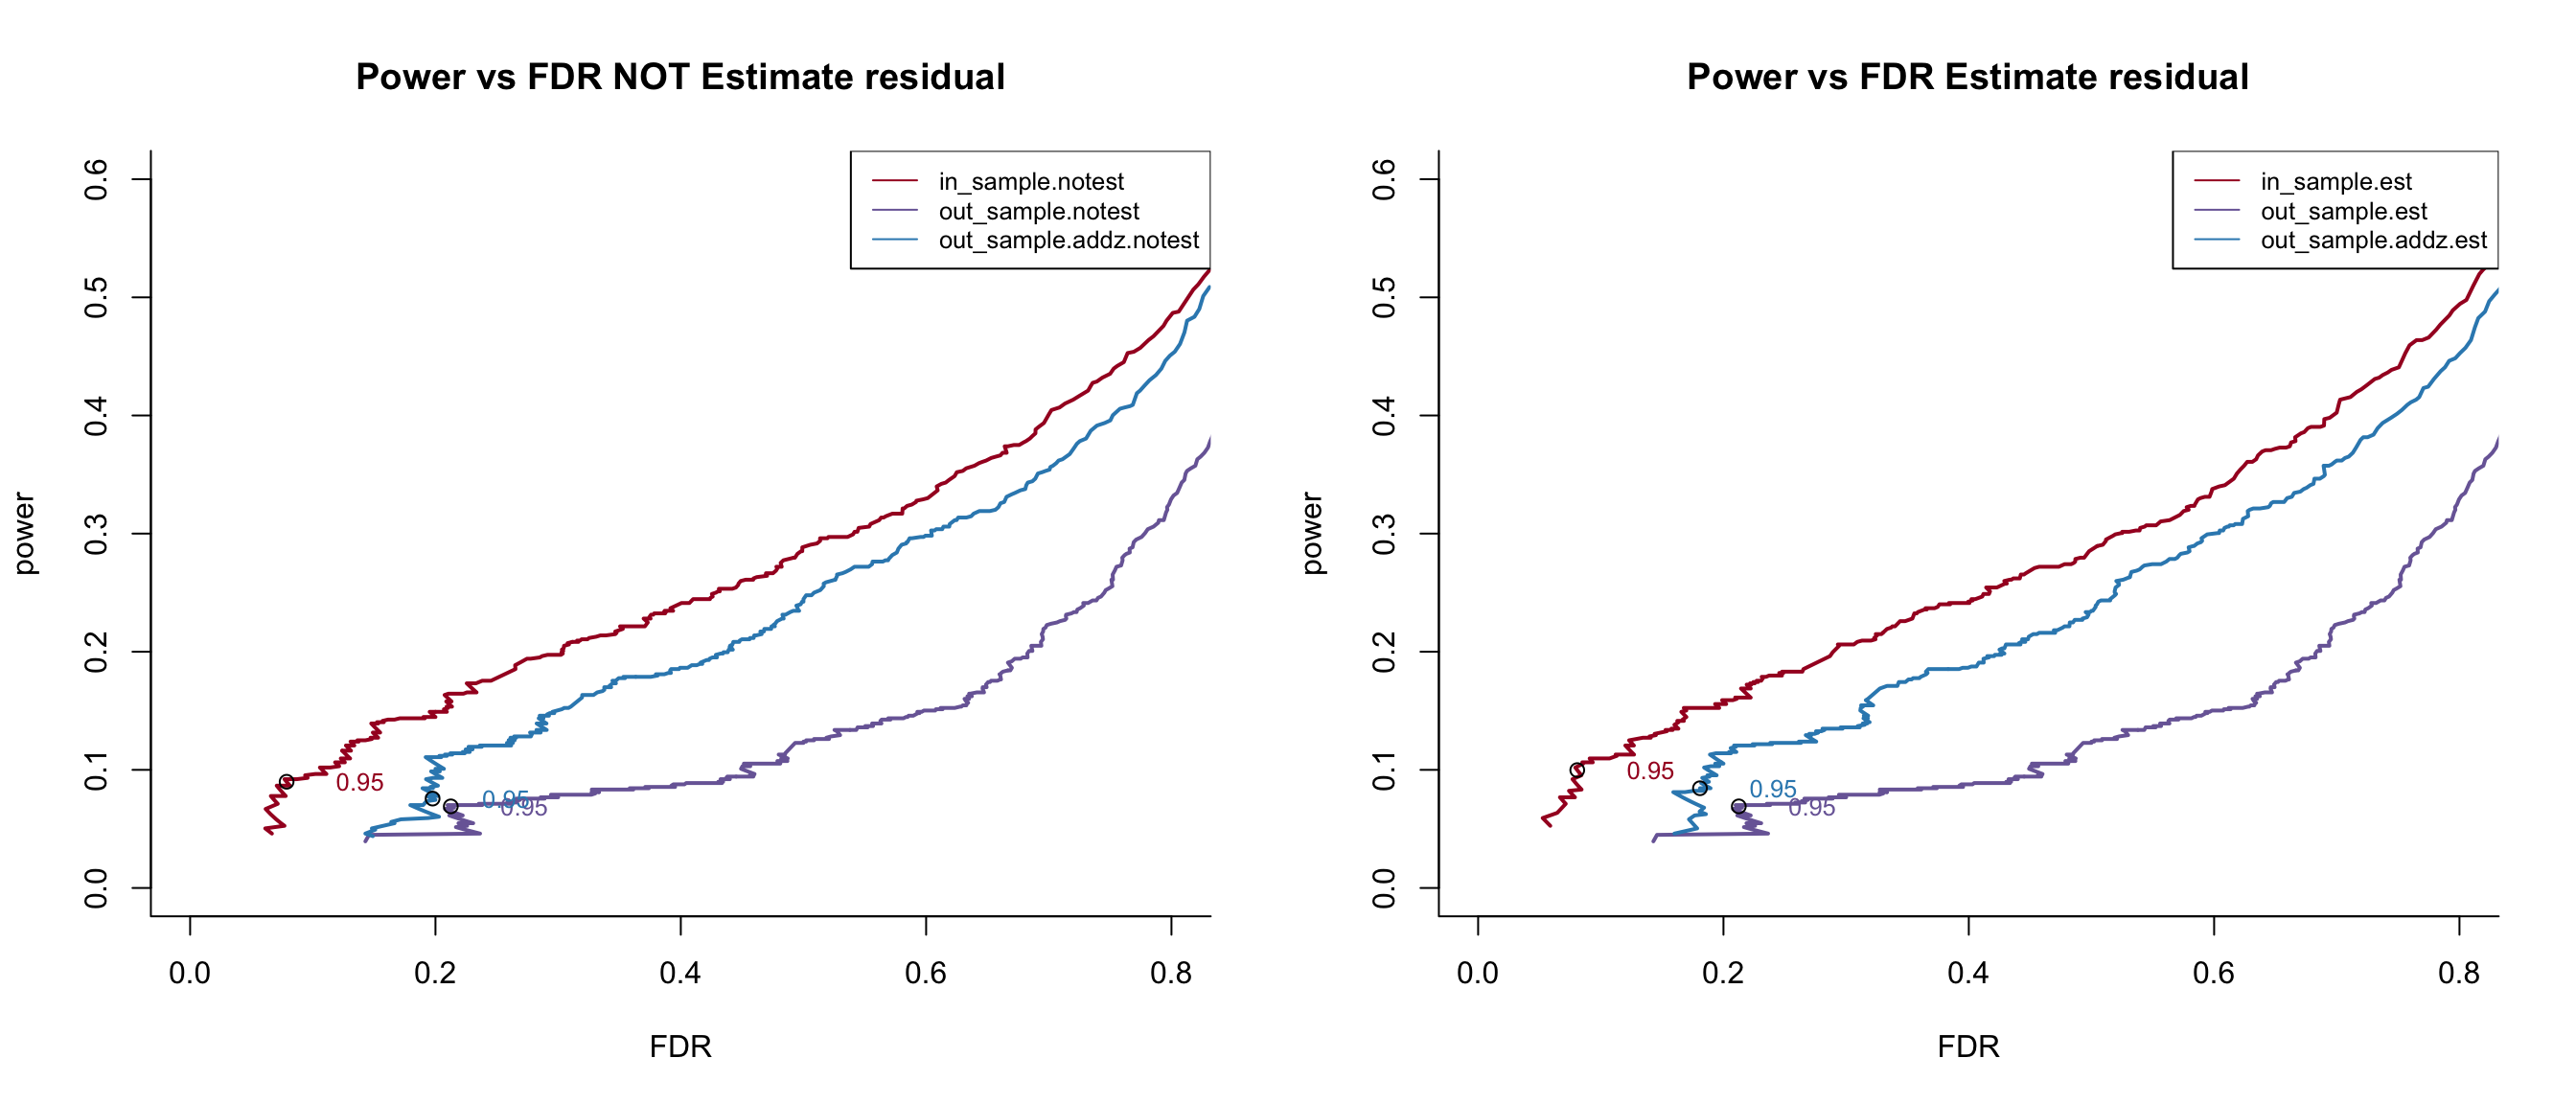 Power vs FDR NOT Estimate residual
power
0.0
0.1
0.2
0.3
0.4
0.5
0.6
in_sample.notest
out_sample.notest
out_sample.addz.notest
0.95
0.95
0.95
0.0
0.2
0.4
0.6
0.8
FDR
Power vs FDR Estimate residual
power
0.0
0.1
0.2
0.3
0.4
0.5
0.6
in_sample.est
out_sample.est
out_sample.addz.est
0.95
0.95
0.95
0.0
0.2
0.4
0.6
0.8
FDR